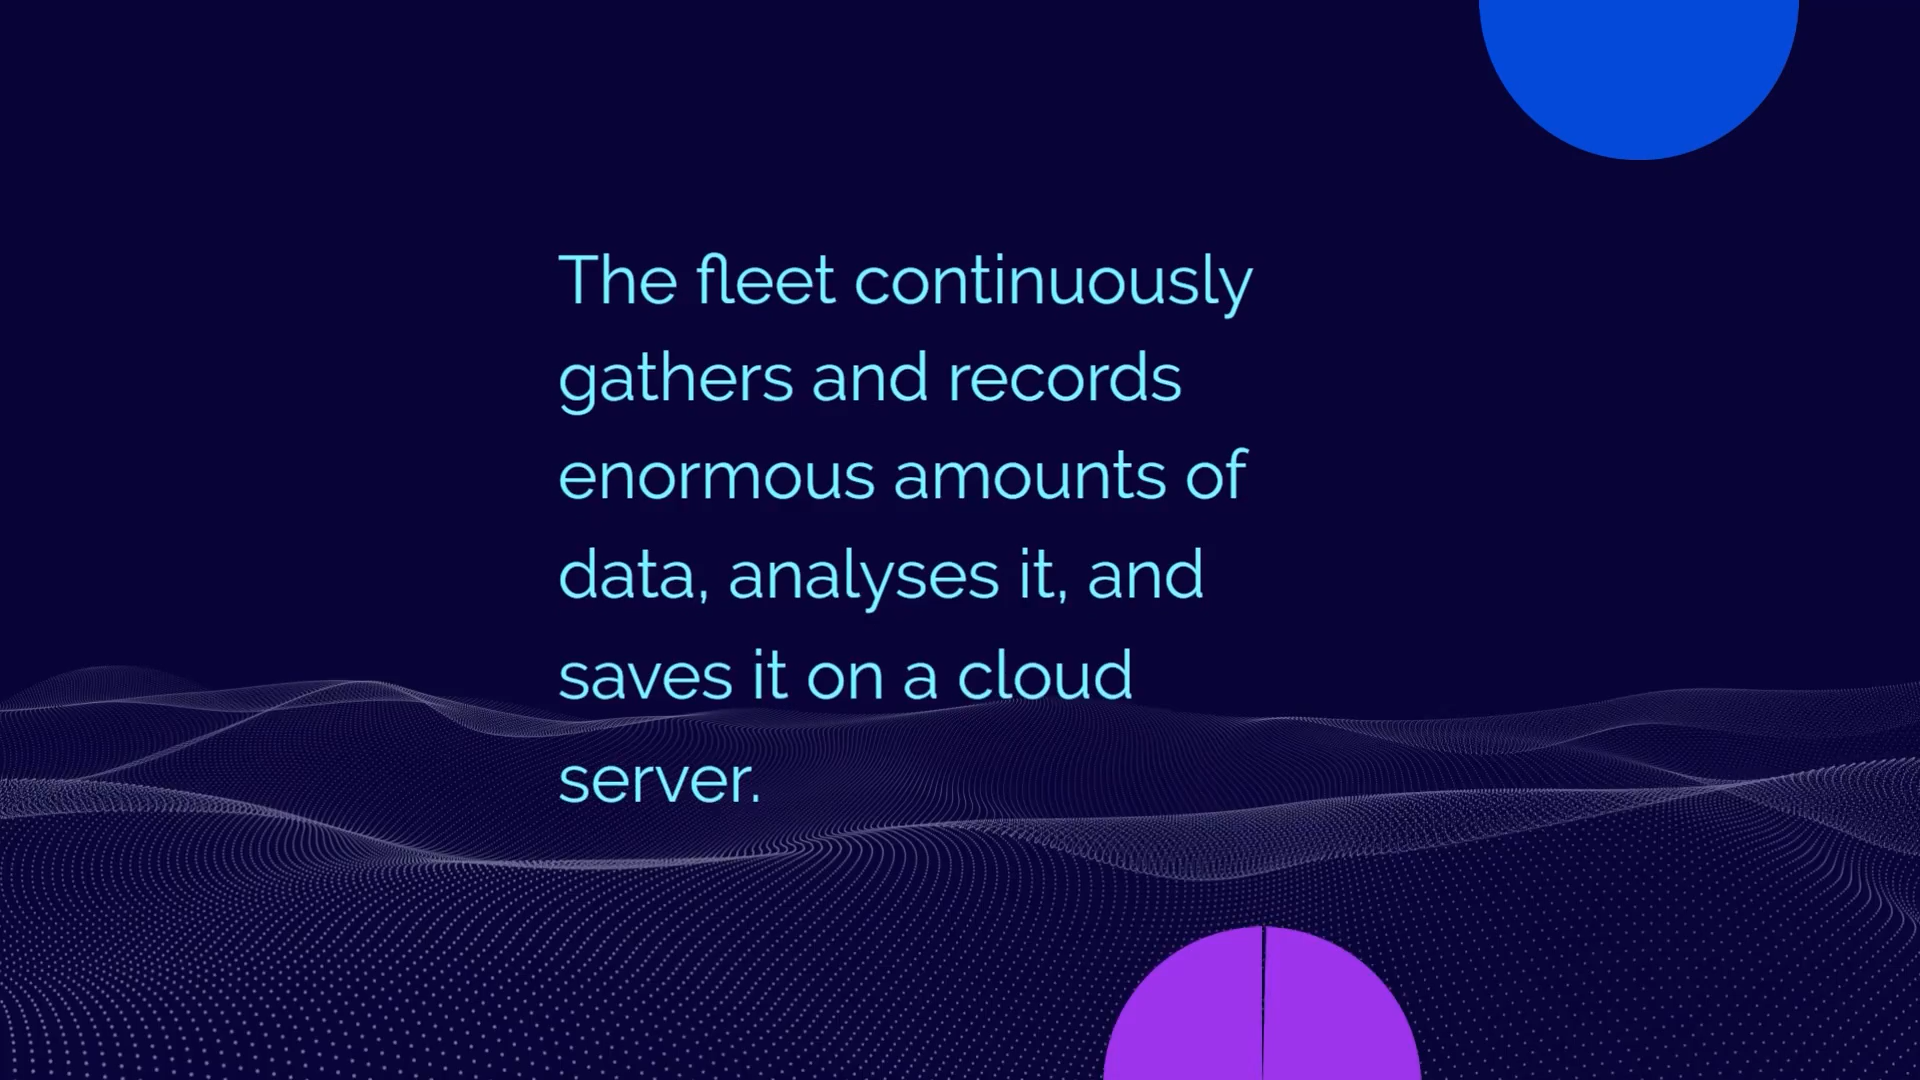 The fleet continuously
gathers and records
enormous amounts of
data, analyses it, and
saves it on a cloud
server.